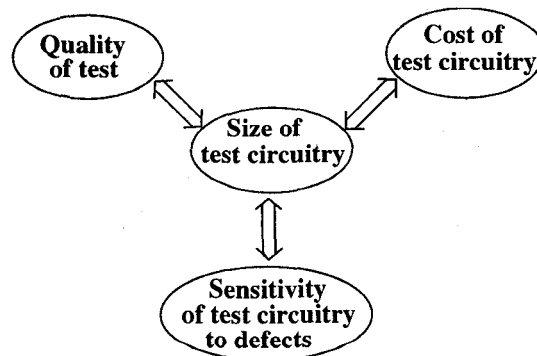 Quality
of test
Cost of
test circuitry
Size of
test circuitry
Sensitivity
of test circuitry
to defects